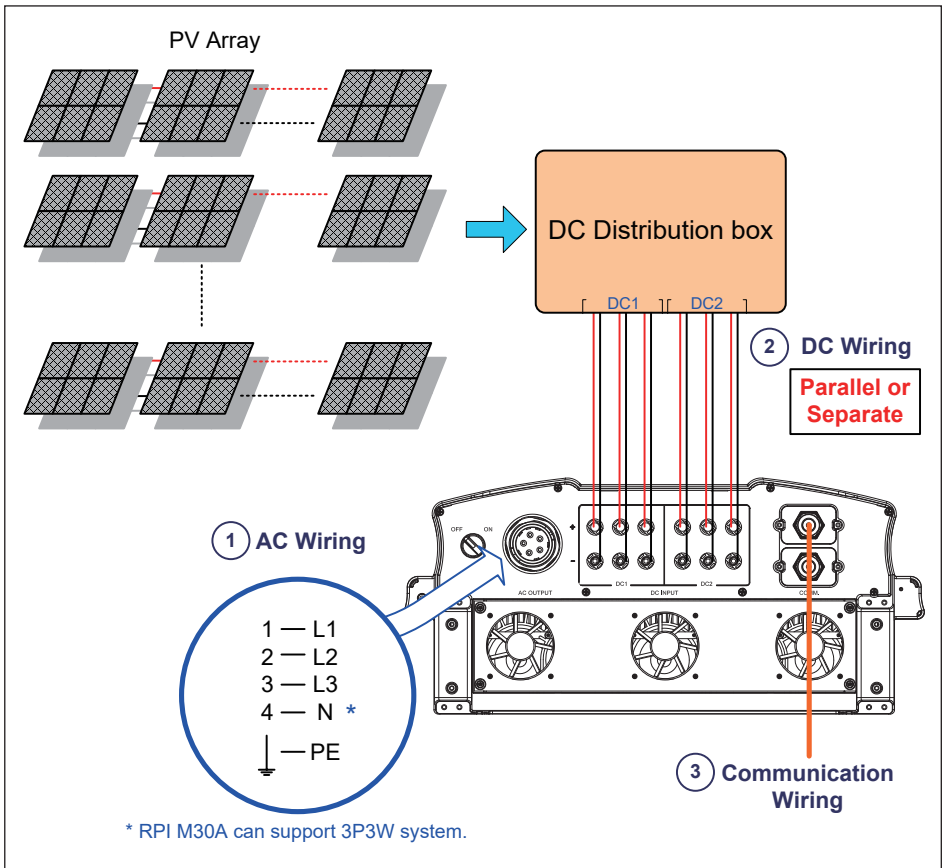 PV Array
DC Distribution box
DC1 DC2
2 DC Wiring
Parallel or
Separate
1 AC Wiring
OFF ON
+
-
DC1 DC2
AC OUTPUT DC INPUT COMM.
1 — L1
2 — L2
3 — L3
4 — N *
— PE
3 Communication
Wiring
* RPI M30A can support 3P3W system.